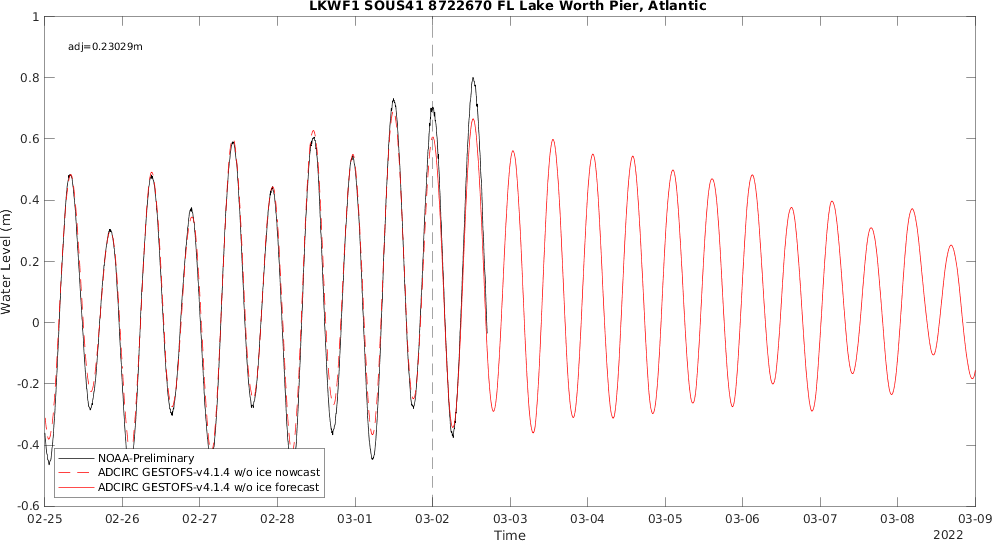 LKWF1 SOUS41 8722670 FL Lake Worth Pier, Atlantic
1
adj=0.23029m
0.8
0.6
0.4
0.2
0
-0.2
-0.4
-0.6
Water Level (m)
NOAA-Preliminary
ADCIRC GESTOFS-v4.1.4 w/o ice nowcast
ADCIRC GESTOFS-v4.1.4 w/o ice forecast
02-25 02-26 02-27 02-28 03-01 03-02 03-03 03-04 03-05 03-06 03-07 03-08 03-09
Time
2022